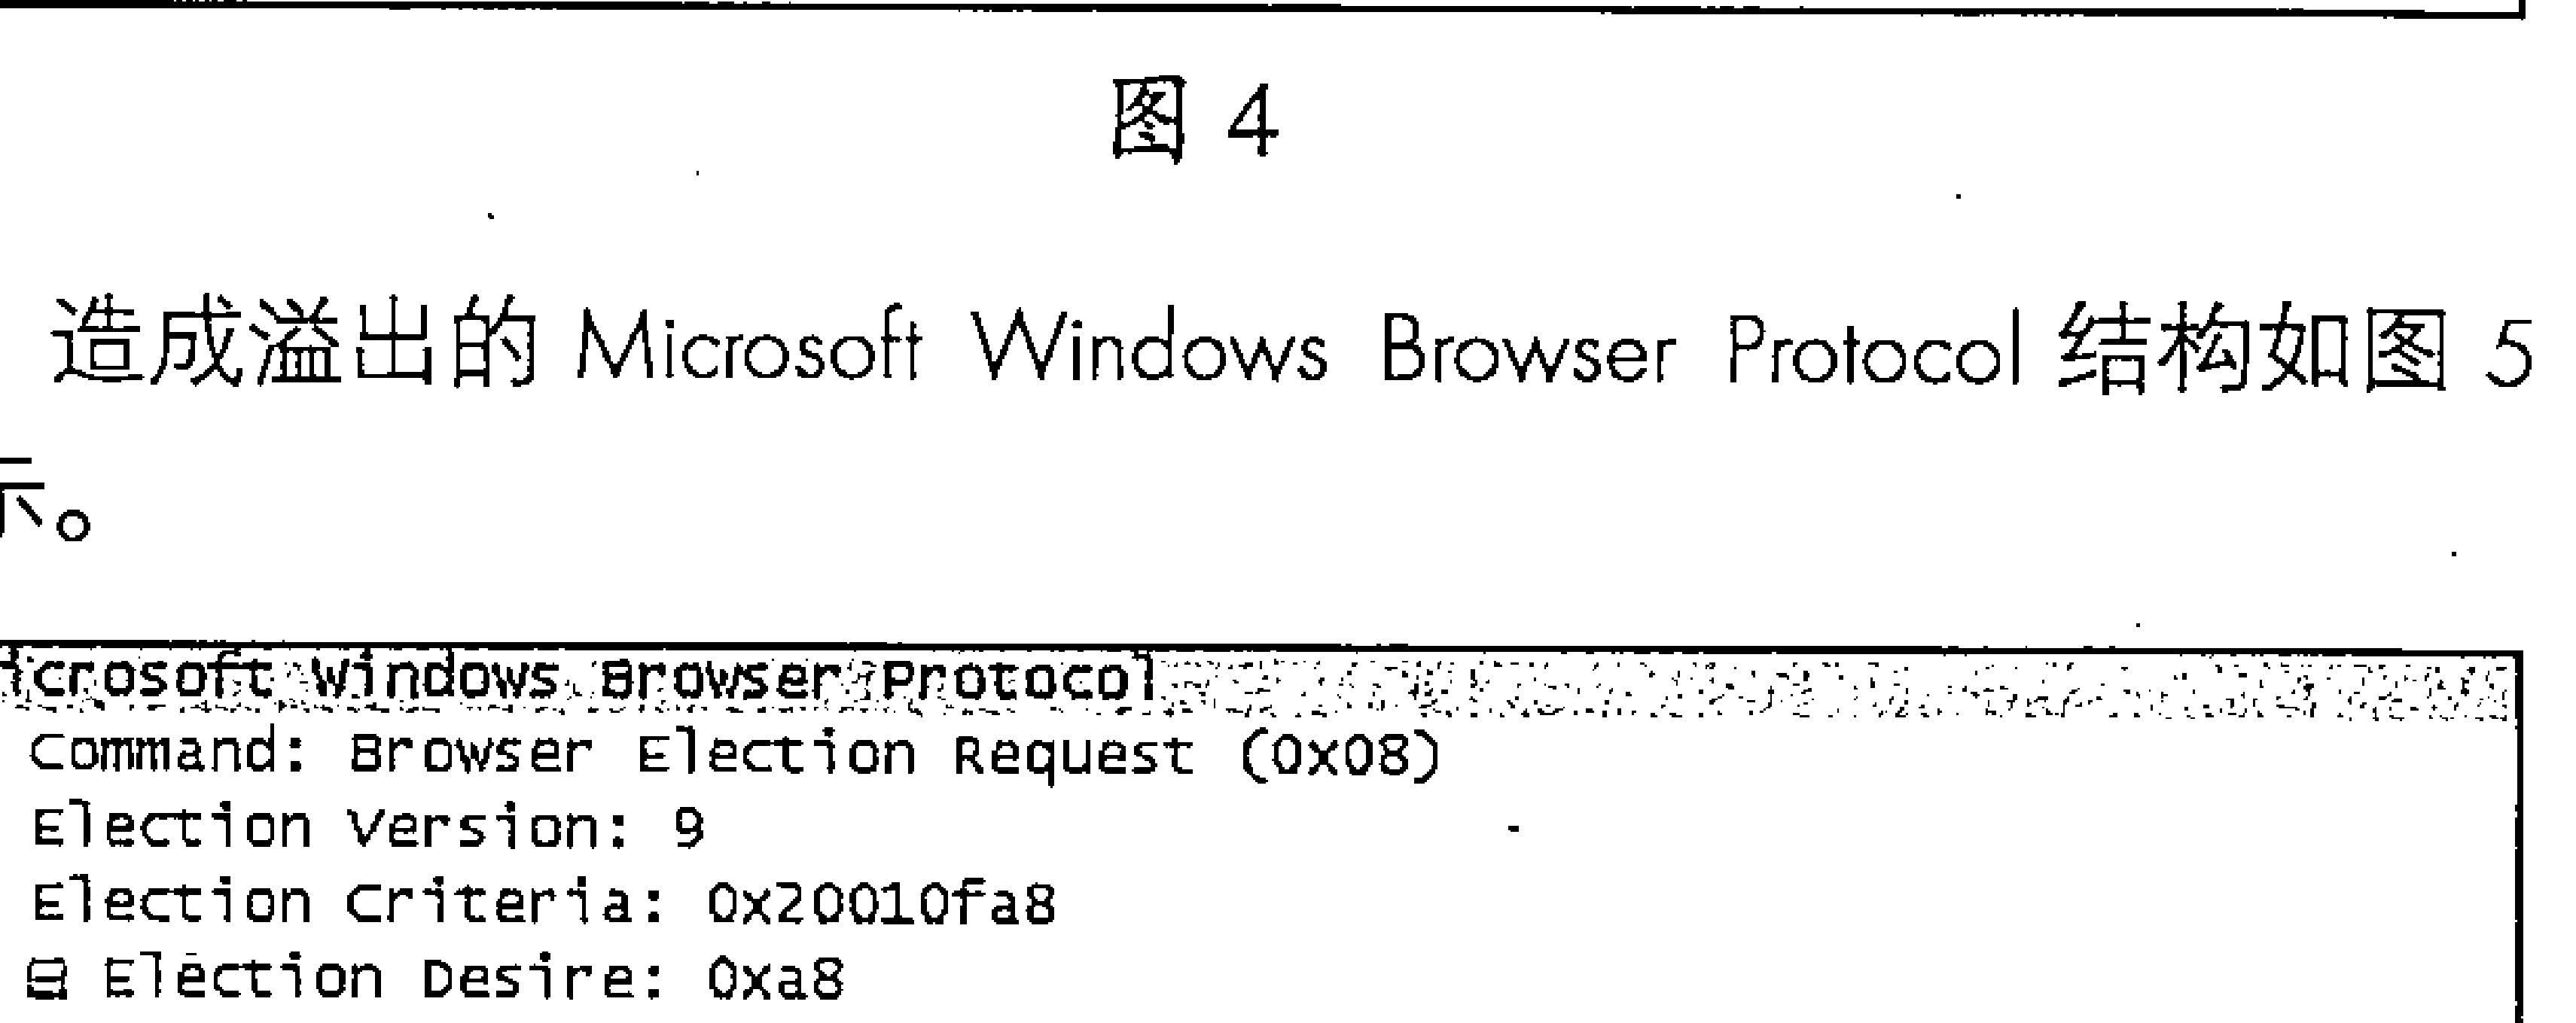 图 4
造成溢出的 Microsoft Windows Browser Protocol 结构如图 5
示。
icrosoft Windows Browser Protocol
Command: Browser Election Request (0x08)
Election Version: 9
Election Criteria: 0x20010fa8
⊟ Election Desire: 0xa8